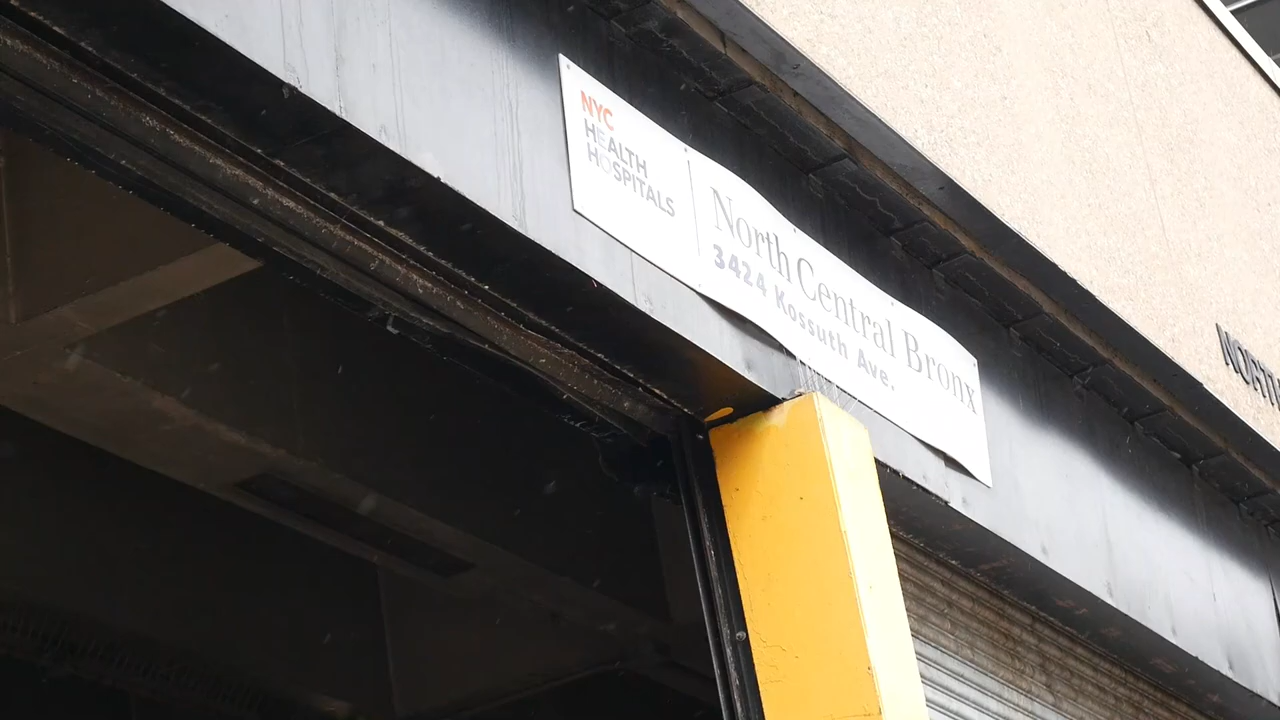 NYC
HEALTH
HOSPITALS
North Central Bronx
3424 Kossuth Ave.